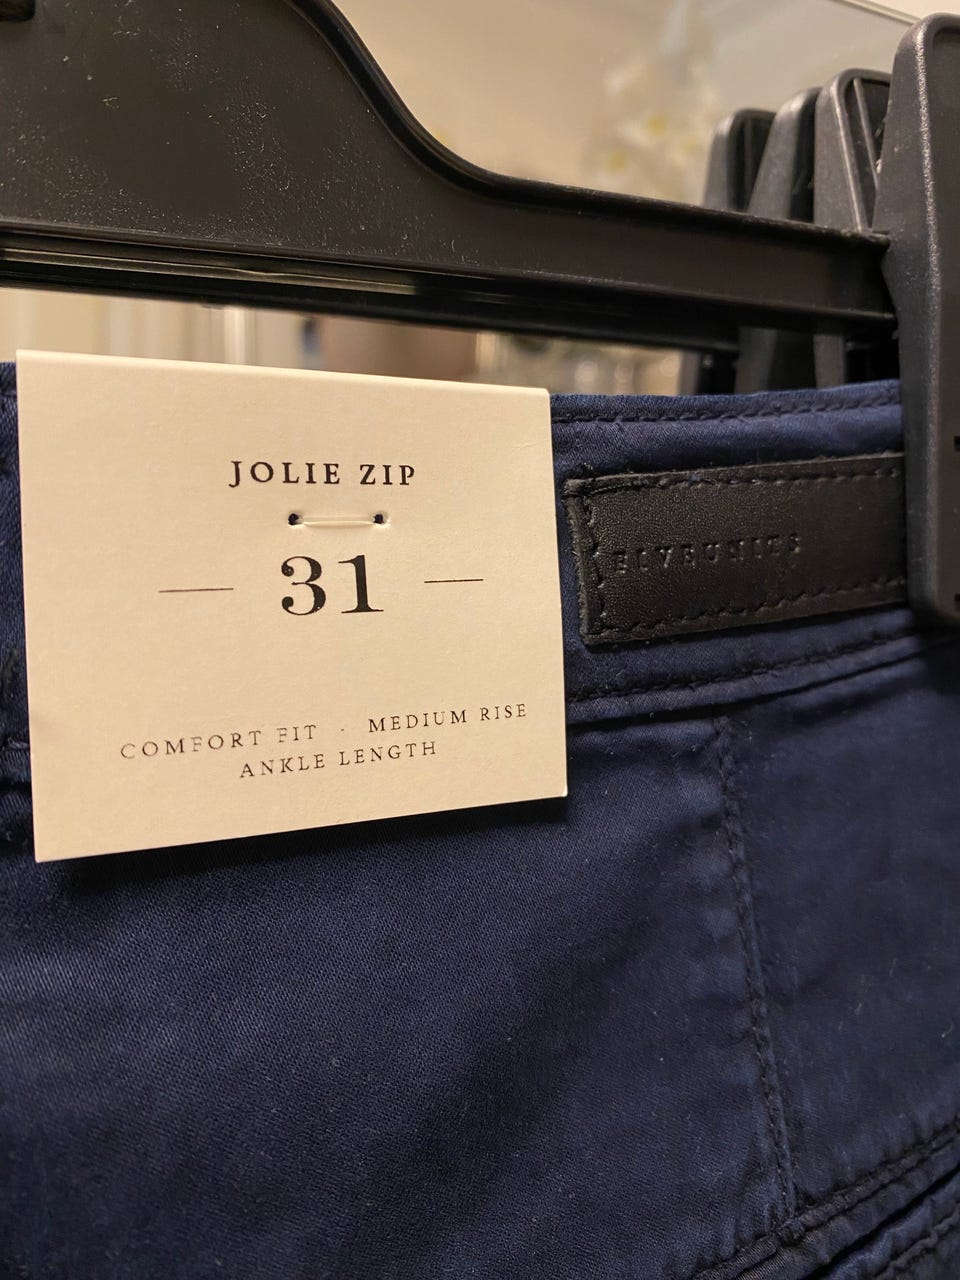 JOLIE ZIP
— 31 —
COMFORT FIT · MEDIUM RISE
ANKLE LENGTH